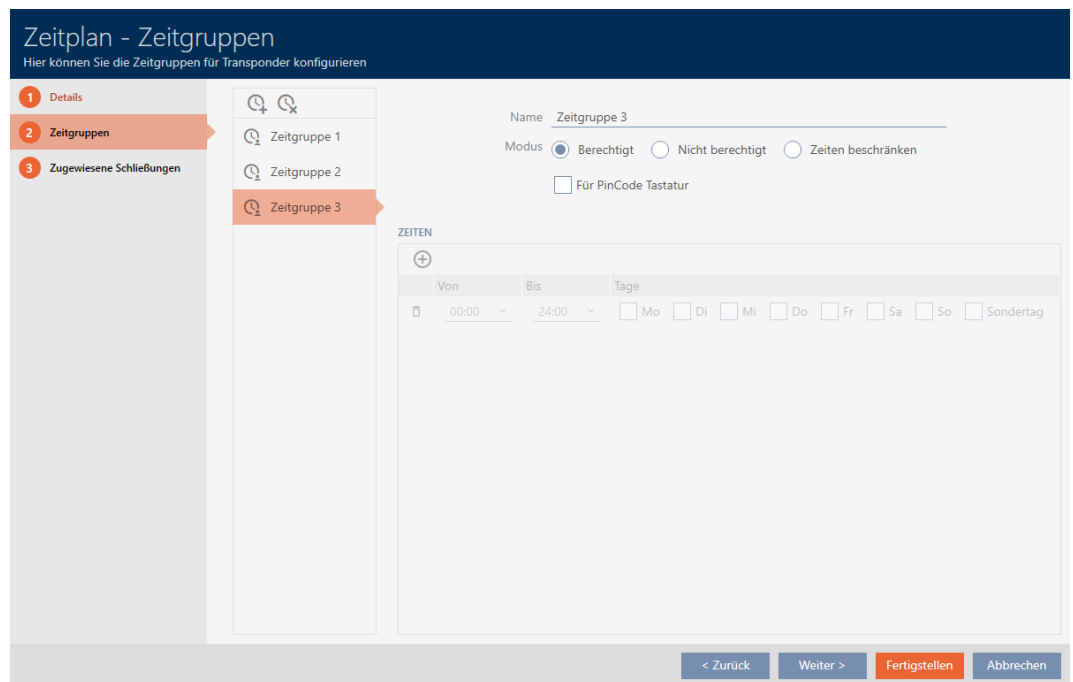 Zeitplan - Zeitgruppen
Hier können Sie die Zeitgruppen für Transponder konfigurieren
1 Details
2 Zeitgruppen
3 Zugewiesene Schließungen
Zeitgruppe 1
Zeitgruppe 2
Zeitgruppe 3
Name Zeitgruppe 3
Modus Berechtigt Nicht berechtigt Zeiten beschränken
Für PinCode Tastatur
ZEITEN
Von Bis Tage
00:00 24:00 Mo Di Mi Do Fr Sa So Sondertag
< Zurück Weiter > Fertigstellen Abbrechen